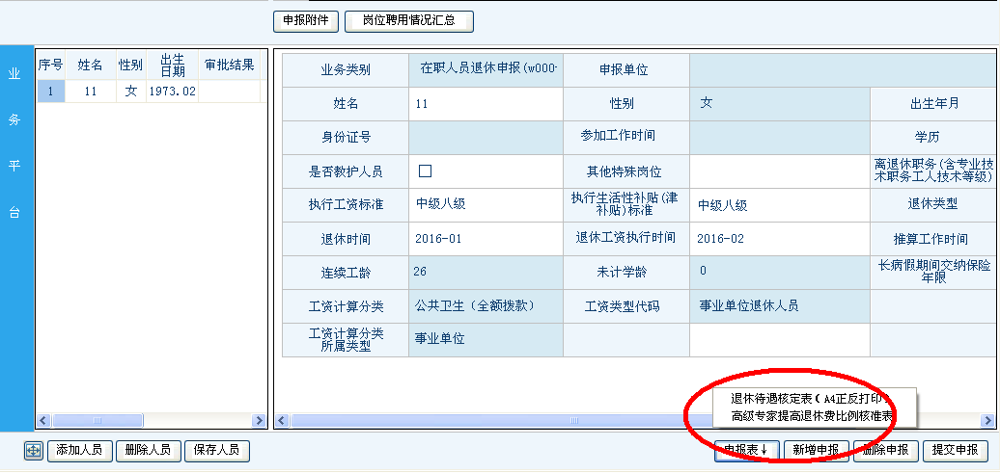 申报附件 岗位聘用情况汇总
业务平台
序号 姓名 性别 出生日期 审批结果
1 11 女 1973.02
业务类别 在职人员退休申报(w000 申报单位
姓名 11 性别 女 出生年月
身份证号 参加工作时间 学历
是否教护人员 其他特殊岗位 离退休职务(含专业技术职务工人技术等级)
执行工资标准 中级八级 执行生活性补贴(津补贴)标准 中级八级 退休类型
退休时间 2016-01 退休工资执行时间 2016-02 推算工作时间
连续工龄 26 未计学龄 0 长病假期间交纳保险年限
工资计算分类 公共卫生（全额拨款） 工资类型代码 事业单位退休人员
工资计算分类所属类型 事业单位
退休待遇核定表（A4正反打印）
高级专家提高退休费比例核准表
添加人员 删除人员 保存人员 申报表↓ 新增申报 删除申报 提交申报